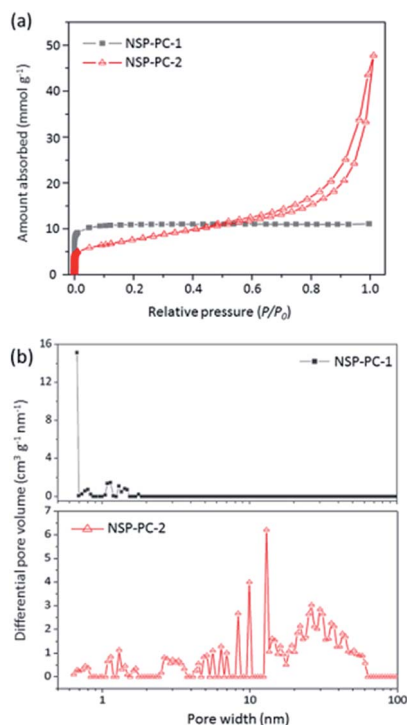 (a)
NSP-PC-1
NSP-PC-2
Amount absorbed (mmol g⁻¹)
50
40
30
20
10
0
0.0 0.2 0.4 0.6 0.8 1.0
Relative pressure (P/P₀)
(b)
Differential pore volume (cm³ g⁻¹ nm⁻¹)
16
12
8
4
0
NSP-PC-1
7
6
5
4
3
2
1
0
NSP-PC-2
1 10 100
Pore width (nm)